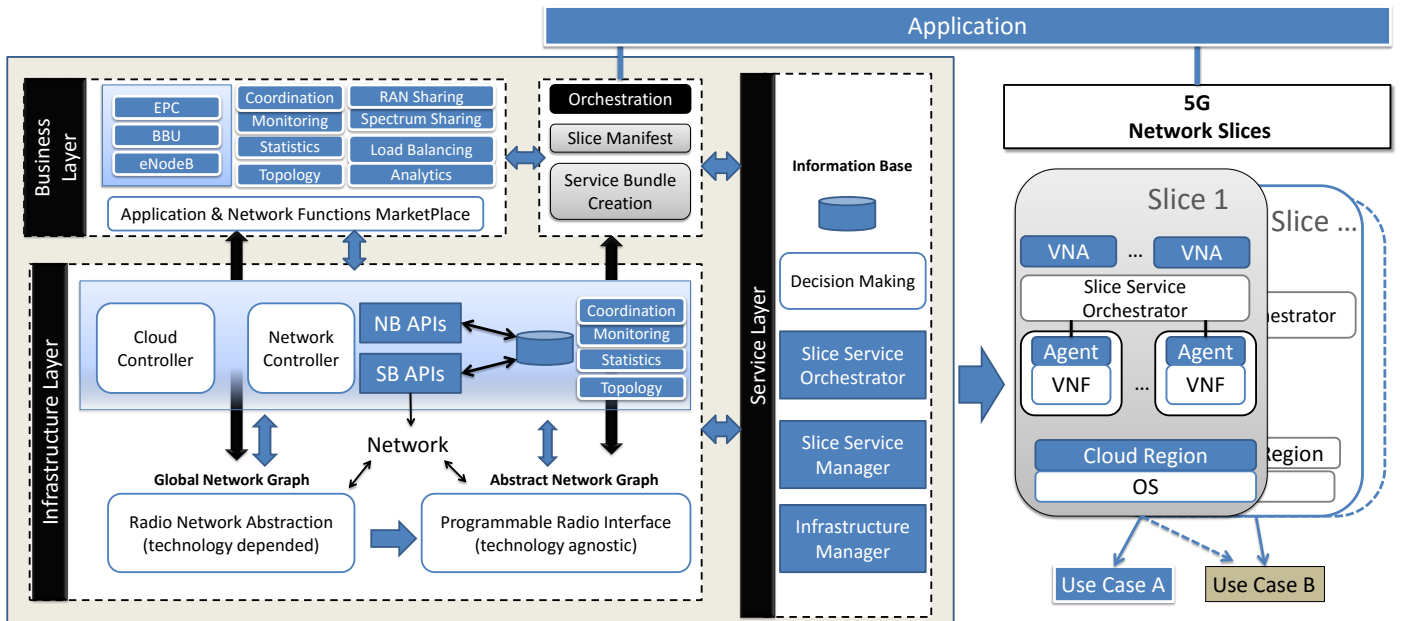 Application
Business
Layer
EPC
BBU
eNodeB
Coordination
Monitoring
Statistics
Topology
RAN Sharing
Spectrum Sharing
Load Balancing
Analytics
Application & Network Functions MarketPlace
Orchestration
Slice Manifest
Service Bundle
Creation
Infrastructure Layer
Cloud
Controller
Network
Controller
NB APIs
SB APIs
Coordination
Monitoring
Statistics
Topology
Network
Global Network Graph
Abstract Network Graph
Radio Network Abstraction
(technology depended)
Programmable Radio Interface
(technology agnostic)
Service Layer
Information Base
Decision Making
Slice Service
Orchestrator
Slice Service
Manager
Infrastructure
Manager
5G
Network Slices
Slice 1
VNA
...
VNA
Slice Service
Orchestrator
Agent
VNF
...
Agent
VNF
Cloud Region
OS
Slice ...
hestrator
Region
Use Case A
Use Case B